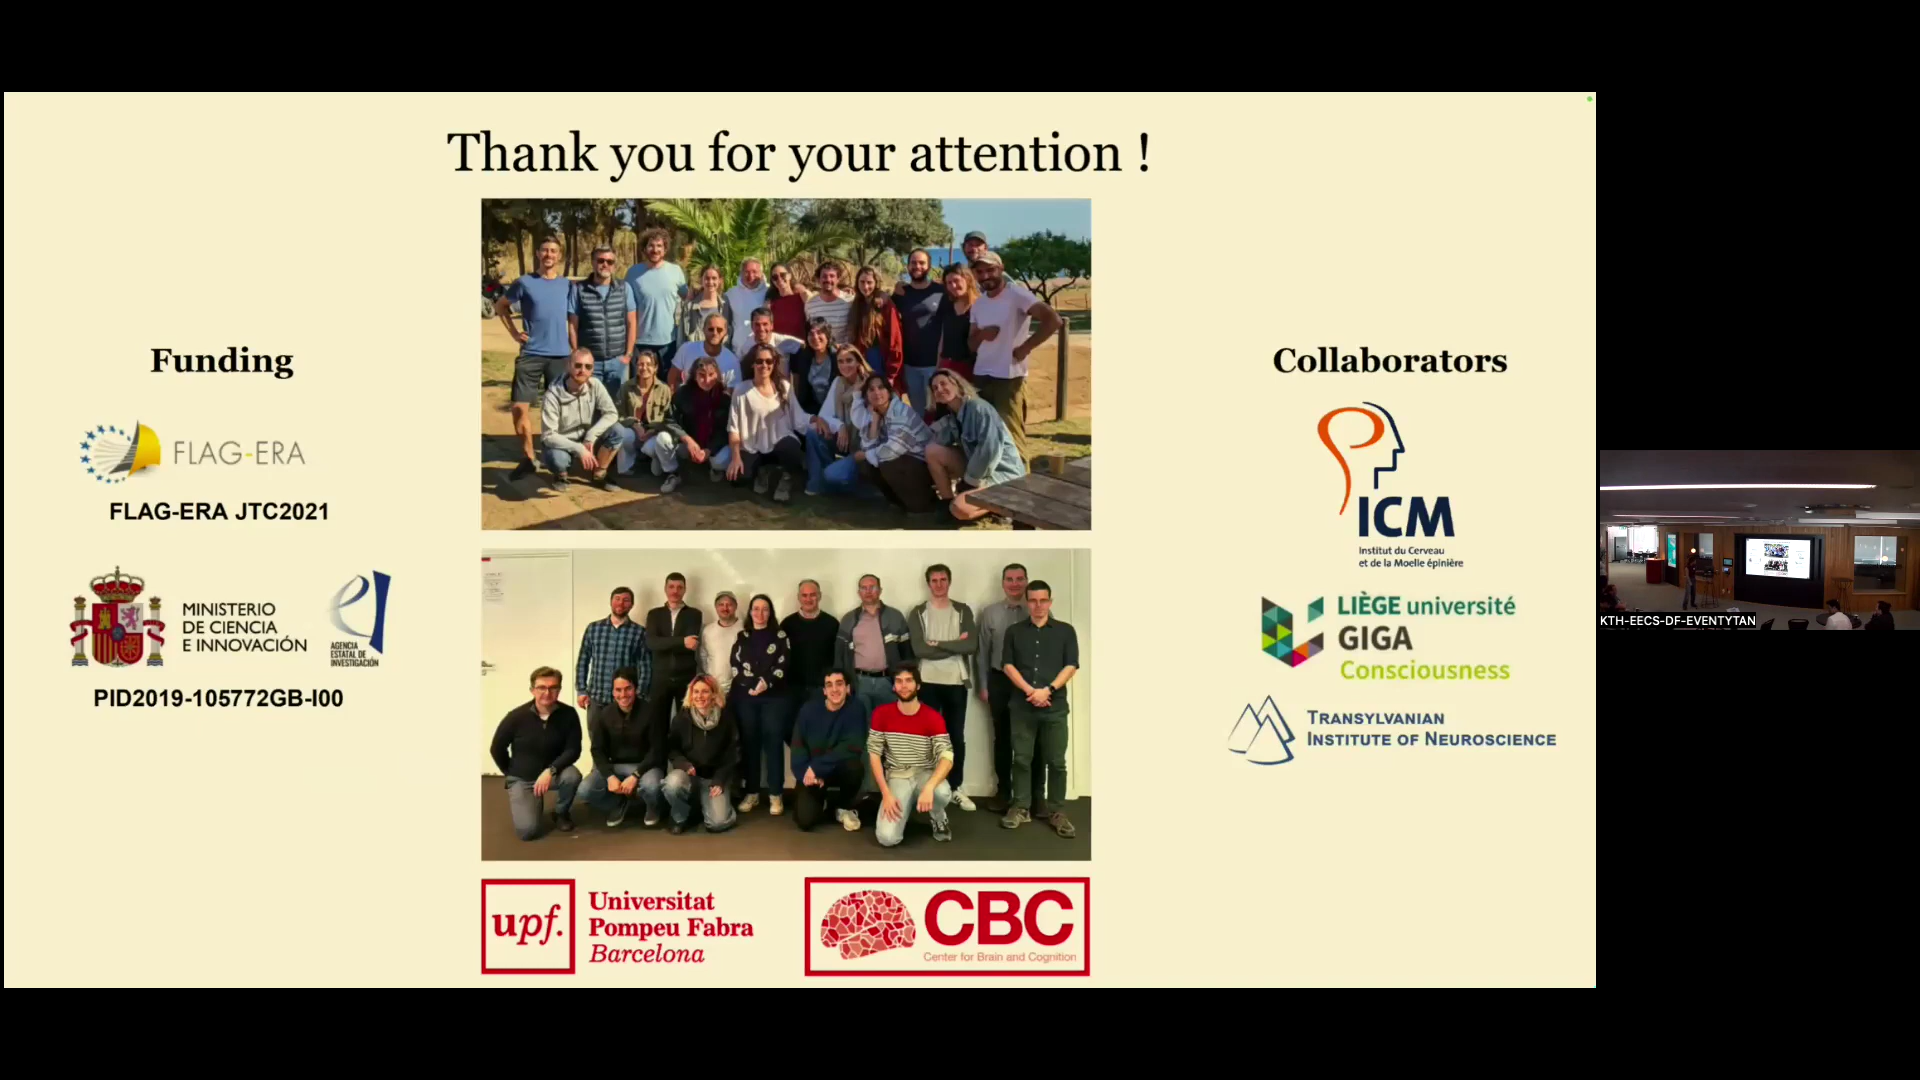 Thank you for your attention !
Funding
FLAG-ERA
FLAG-ERA JTC2021
MINISTERIO
DE CIENCIA
E INNOVACIÓN
AGENCIA
ESTATAL DE
INVESTIGACIÓN
PID2019-105772GB-I00
upf.
Universitat
Pompeu Fabra
Barcelona
CBC
Center for Brain and Cognition
Collaborators
ICM
Institut du Cerveau
et de la Moelle épinière
LIÈGE université
GIGA
Consciousness
TRANSYLVANIAN
INSTITUTE OF NEUROSCIENCE
KTH-EECS-DF-EVENTYTAN